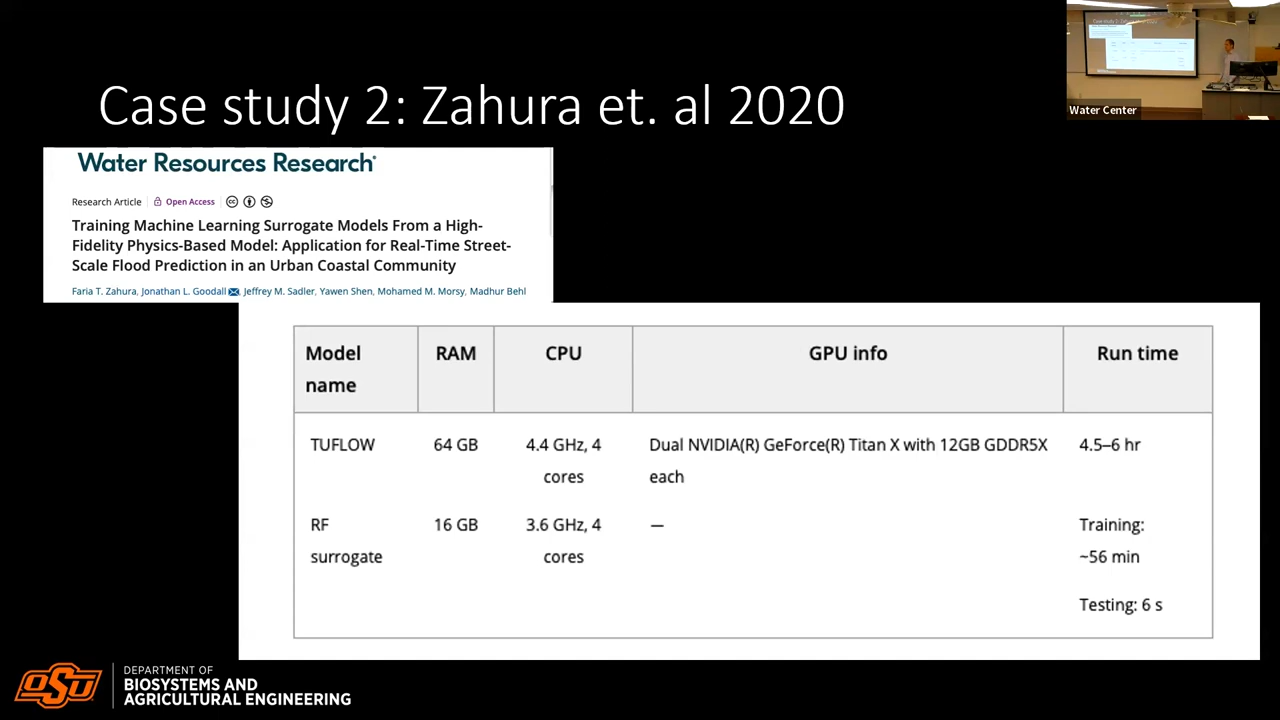 Case study 2: Zahura et. al 2020
Water Center
Water Resources Research
Research Article
Open Access
Training Machine Learning Surrogate Models From a High-
Fidelity Physics-Based Model: Application for Real-Time Street-
Scale Flood Prediction in an Urban Coastal Community
Faria T. Zahura, Jonathan L. Goodall, Jeffrey M. Sadler, Yawen Shen, Mohamed M. Morsy, Madhur Behl
Model name
RAM
CPU
GPU info
Run time
TUFLOW
64 GB
4.4 GHz, 4
cores
Dual NVIDIA(R) GeForce(R) Titan X with 12GB GDDR5X
each
4.5–6 hr
RF
surrogate
16 GB
3.6 GHz, 4
cores
—
Training:
~56 min
Testing: 6 s
OSU
DEPARTMENT OF
BIOSYSTEMS AND
AGRICULTURAL ENGINEERING